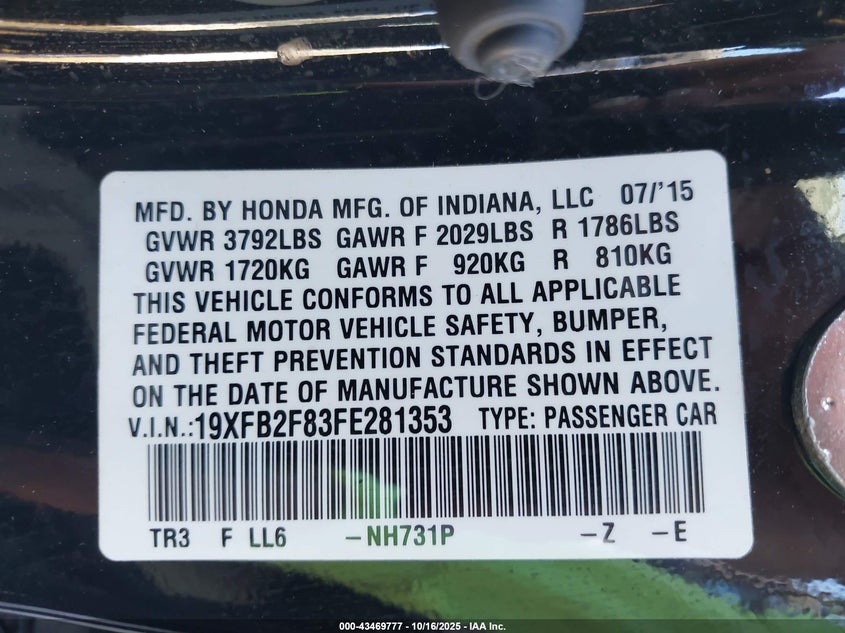 MFD. BY HONDA MFG. OF INDIANA, LLC 07/'15
GVWR 3792LBS GAWR F 2029LBS R 1786LBS
GVWR 1720KG GAWR F 920KG R 810KG
THIS VEHICLE CONFORMS TO ALL APPLICABLE
FEDERAL MOTOR VEHICLE SAFETY, BUMPER,
AND THEFT PREVENTION STANDARDS IN EFFECT
ON THE DATE OF MANUFACTURE SHOWN ABOVE.
V.I.N.:19XFB2F83FE281353 TYPE: PASSENGER CAR
TR3 F LL6 -NH731P -Z -E
000-43469777 - 10/16/2025 - IAA Inc.